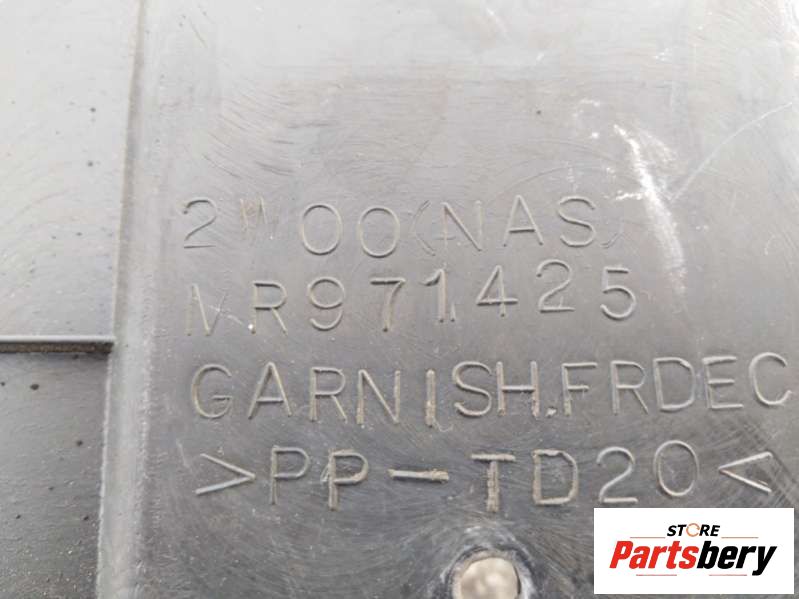 2W00(NAS)
MR971425
GARNISH.FRDEC
>PP-TD20<
STORE
Partsbery